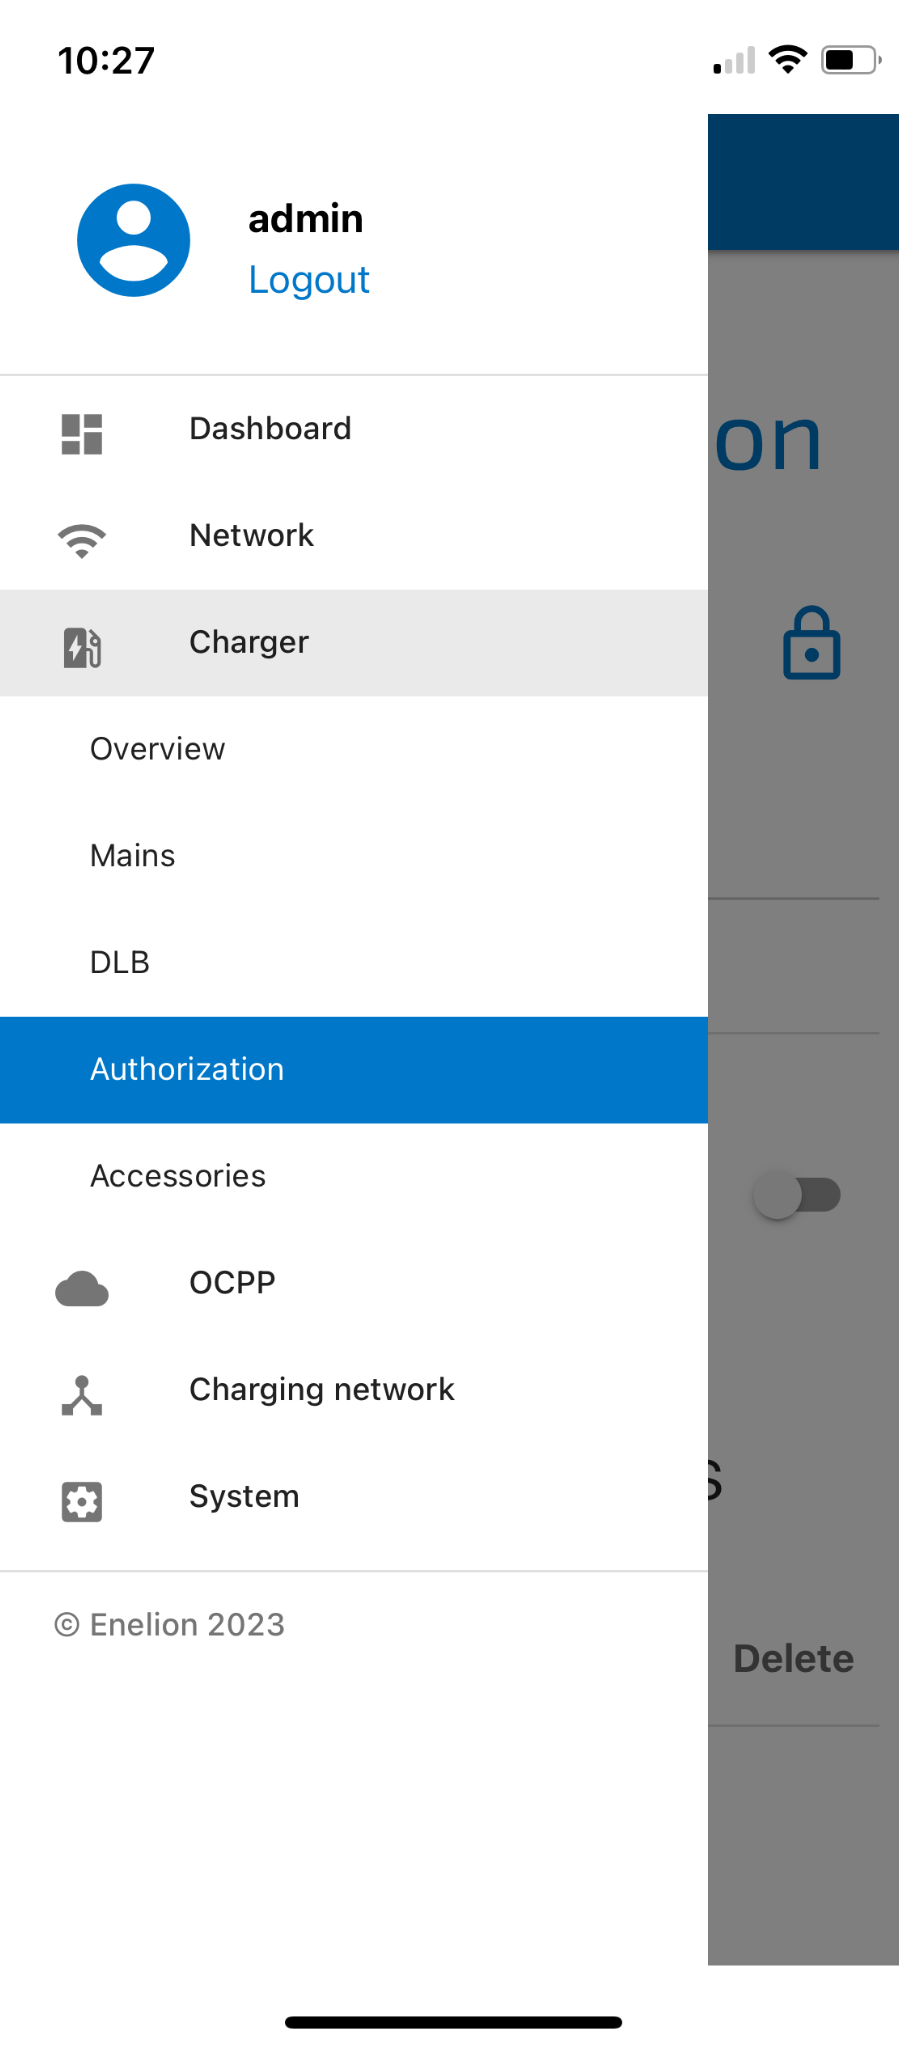 10:27
admin
Logout
on
Dashboard
Network
Charger
Overview
Mains
DLB
Authorization
Accessories
OCPP
Charging network
s
System
© Enelion 2023
Delete